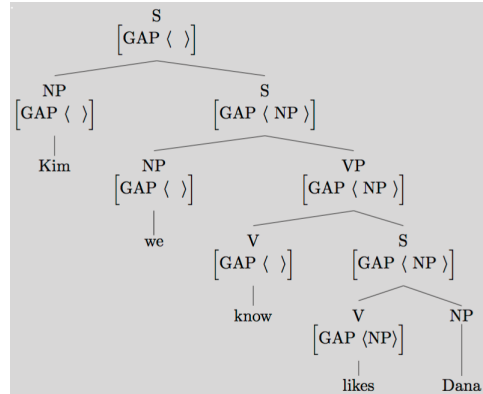 S
[GAP ⟨ ⟩]
NP S
[GAP ⟨ ⟩] [GAP ⟨ NP ⟩]
Kim NP VP
[GAP ⟨ ⟩] [GAP ⟨ NP ⟩]
we V S
[GAP ⟨ ⟩] [GAP ⟨ NP ⟩]
know V NP
[GAP ⟨NP⟩]
likes Dana